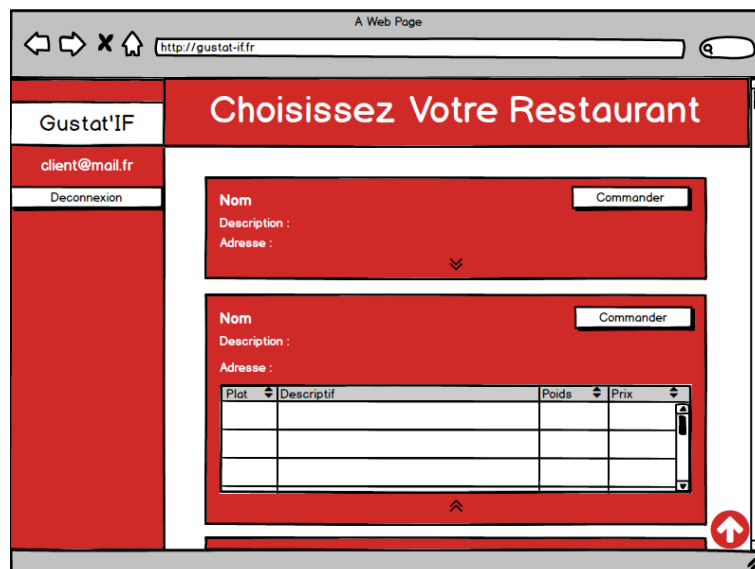 A Web Page
http://gustat-if.fr
Choisissez Votre Restaurant
Gustat'IF
client@mail.fr
Deconnexion
Nom
Commander
Description :
Adresse :
Nom
Commander
Description :
Adresse :
Plat Descriptif Poids Prix